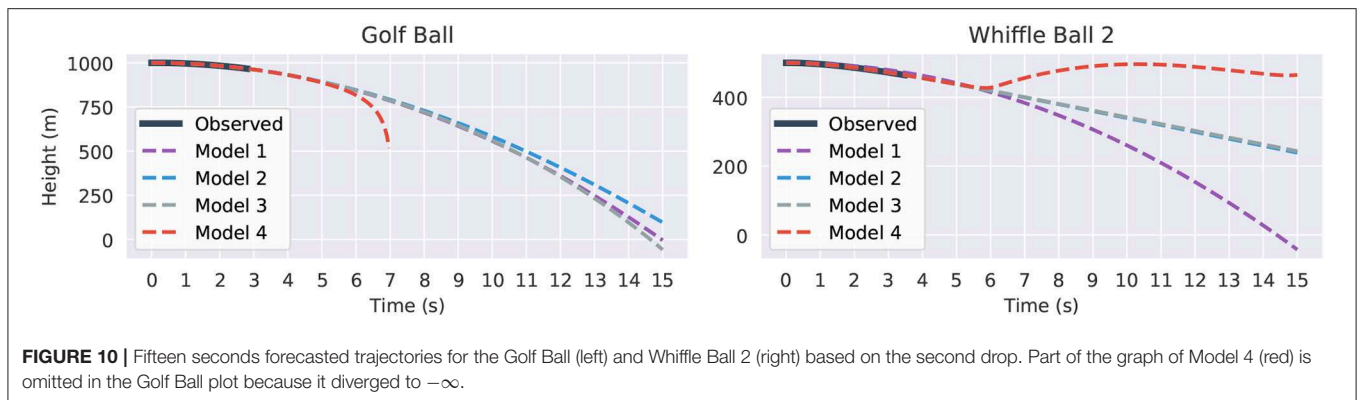 Golf Ball
Height (m)
1000
750
500
250
0
Observed
Model 1
Model 2
Model 3
Model 4
0 1 2 3 4 5 6 7 8 9 10 11 12 13 14 15
Time (s)
Whiffle Ball 2
400
200
0
Observed
Model 1
Model 2
Model 3
Model 4
0 1 2 3 4 5 6 7 8 9 10 11 12 13 14 15
Time (s)
FIGURE 10 | Fifteen seconds forecasted trajectories for the Golf Ball (left) and Whiffle Ball 2 (right) based on the second drop. Part of the graph of Model 4 (red) is
omitted in the Golf Ball plot because it diverged to −∞.